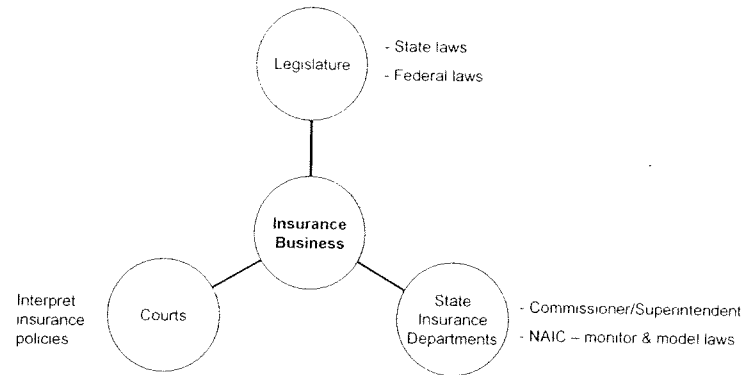 Legislature
- State laws
- Federal laws
Insurance
Business
Interpret
insurance
policies
Courts
State
Insurance
Departments
- Commissioner/Superintendent
- NAIC – monitor & model laws